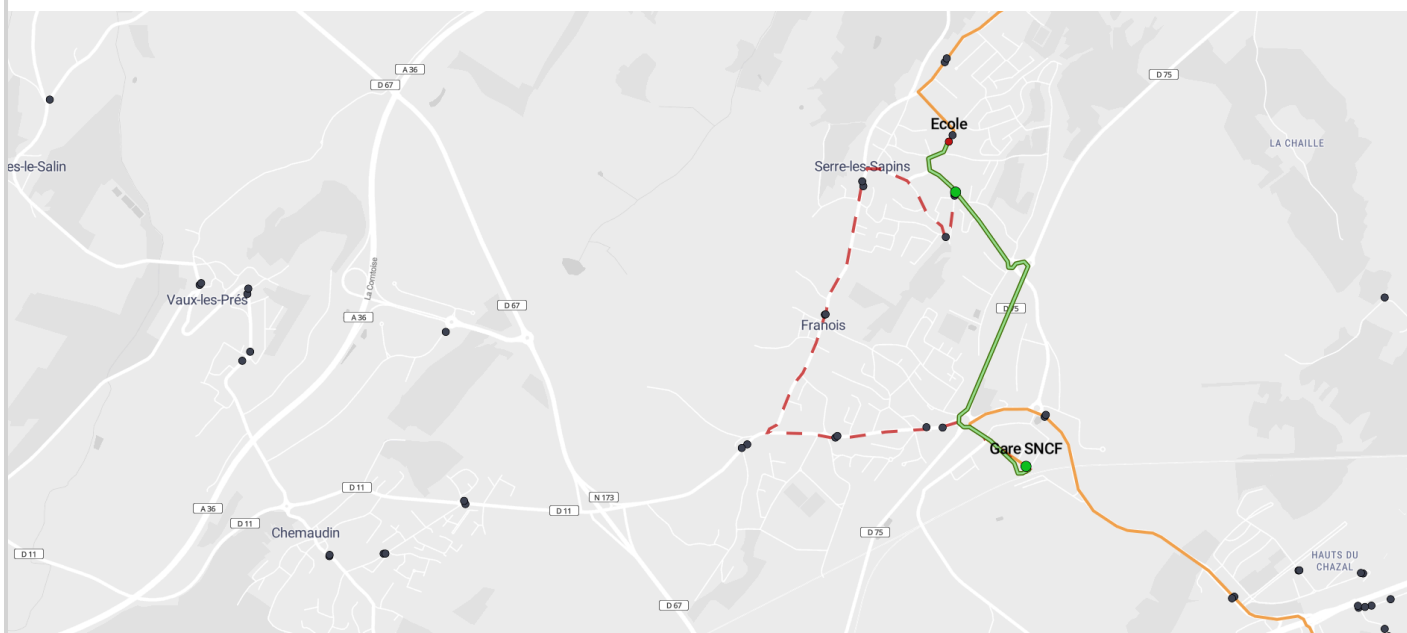 A 36
D 67
D 75
Ecole
LA CHAILLE
es-le-Salin
Serre-les-Sapins
La Comtoise
Vaux-les-Prés
D 67
D 75
A 36
Franois
Gare SNCF
D 11
N 173
A 36
D 11
D 11
D 11
Chemaudin
D 75
HAUTS DU
CHAZAL
D 67